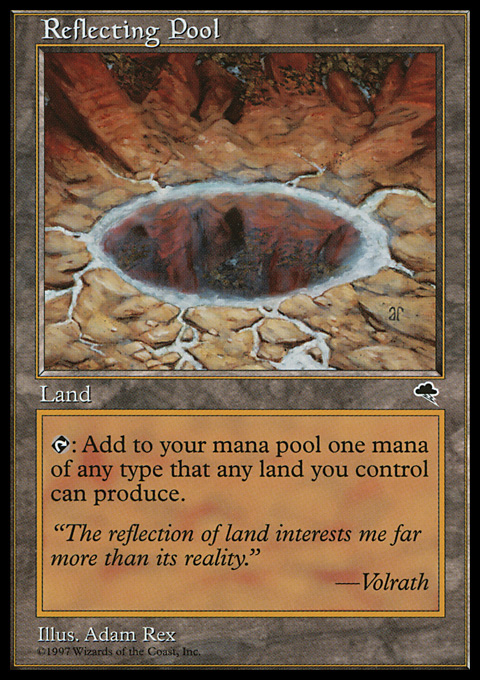 Reflecting Pool
af
Land
: Add to your mana pool one mana
of any type that any land you control
can produce.
“The reflection of land interests me far
more than its reality.”
—Volrath
Illus. Adam Rex
©1997 Wizards of the Coast, Inc.